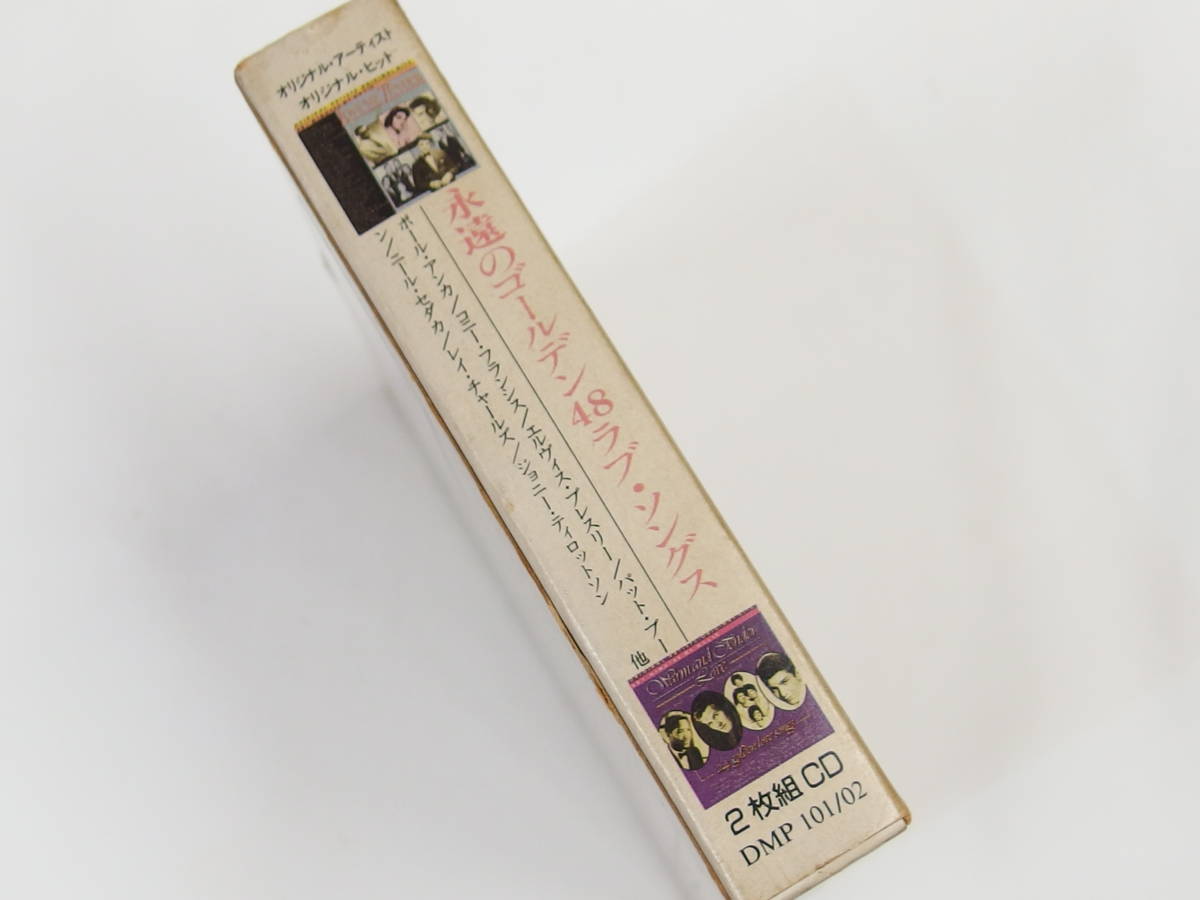 オリジナル・アーティスト
オリジナル・ヒット
永遠のゴールデン48ラブ・ソングス
ポール・アンカ/コニー・フランシス/エルヴィス・プレスリー/パット・ブー
ン/ニール・セダカ/レイ・チャールズ/ジョニー・ティロットソン
他
Warm and Tender
Love
2枚組CD
DMP 101/02